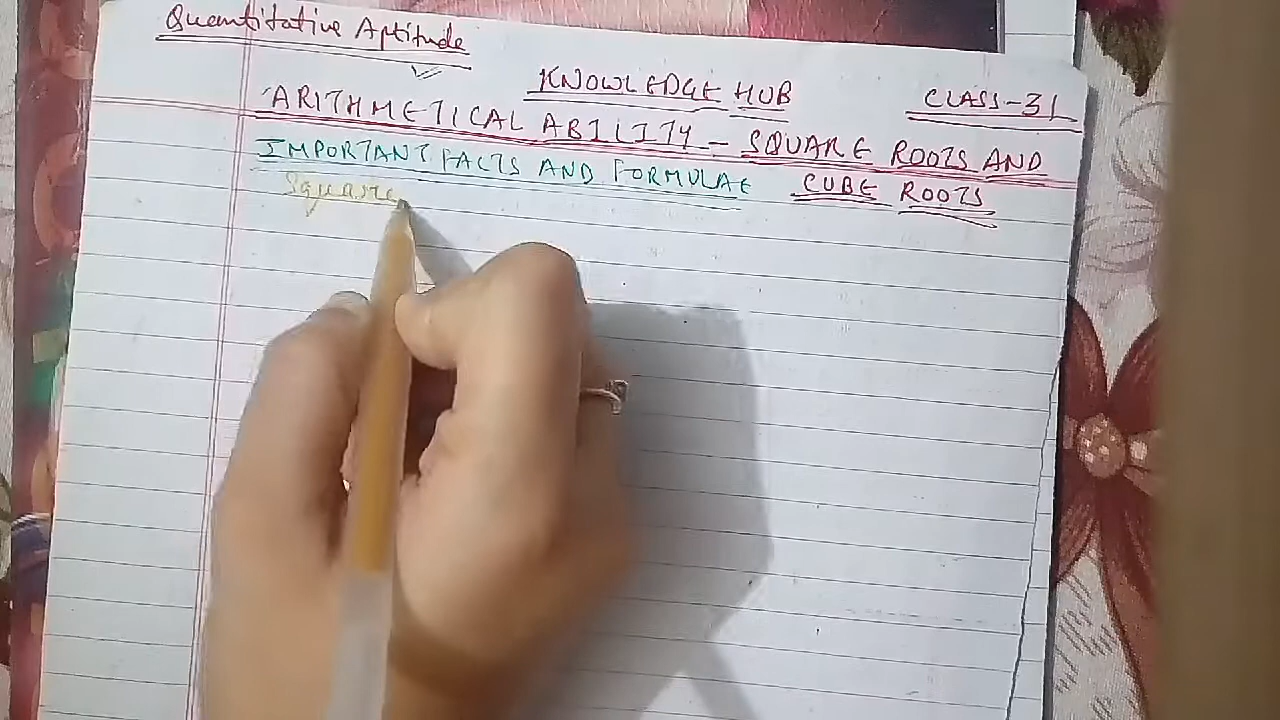 Quantitative Aptitude
KNOWLEDGE HUB
CLASS-31
ARITHMETICAL ABILITY - SQUARE ROOTS AND
CUBE ROOTS
IMPORTANT FACTS AND FORMULAE
Square